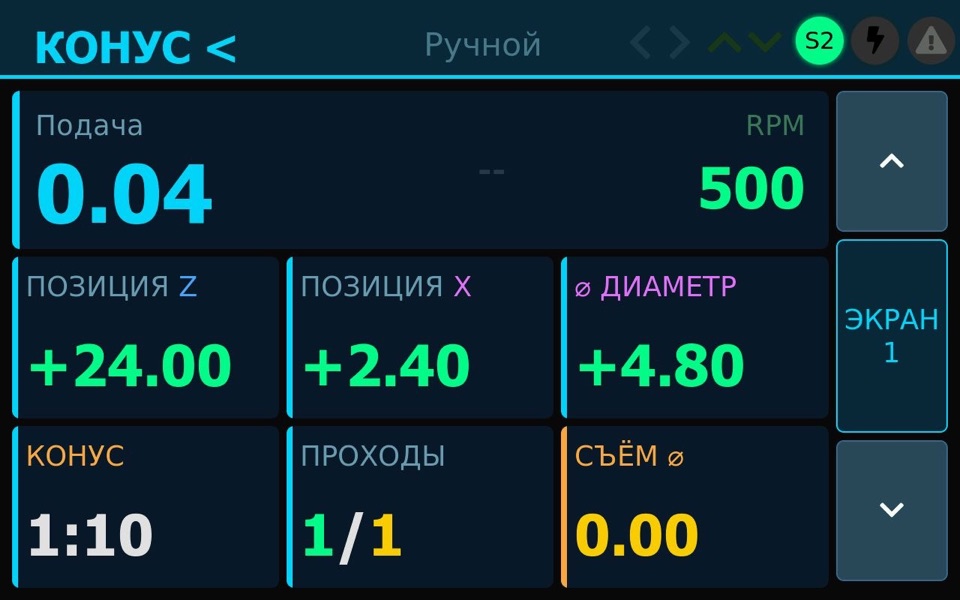 КОНУС <
Ручной
S2
Подача
RPM
0.04
--
500
ПОЗИЦИЯ Z
ПОЗИЦИЯ X
⌀ ДИАМЕТР
+24.00
+2.40
+4.80
КОНУС
ПРОХОДЫ
СЪЁМ ⌀
1:10
1/1
0.00
ЭКРАН
1